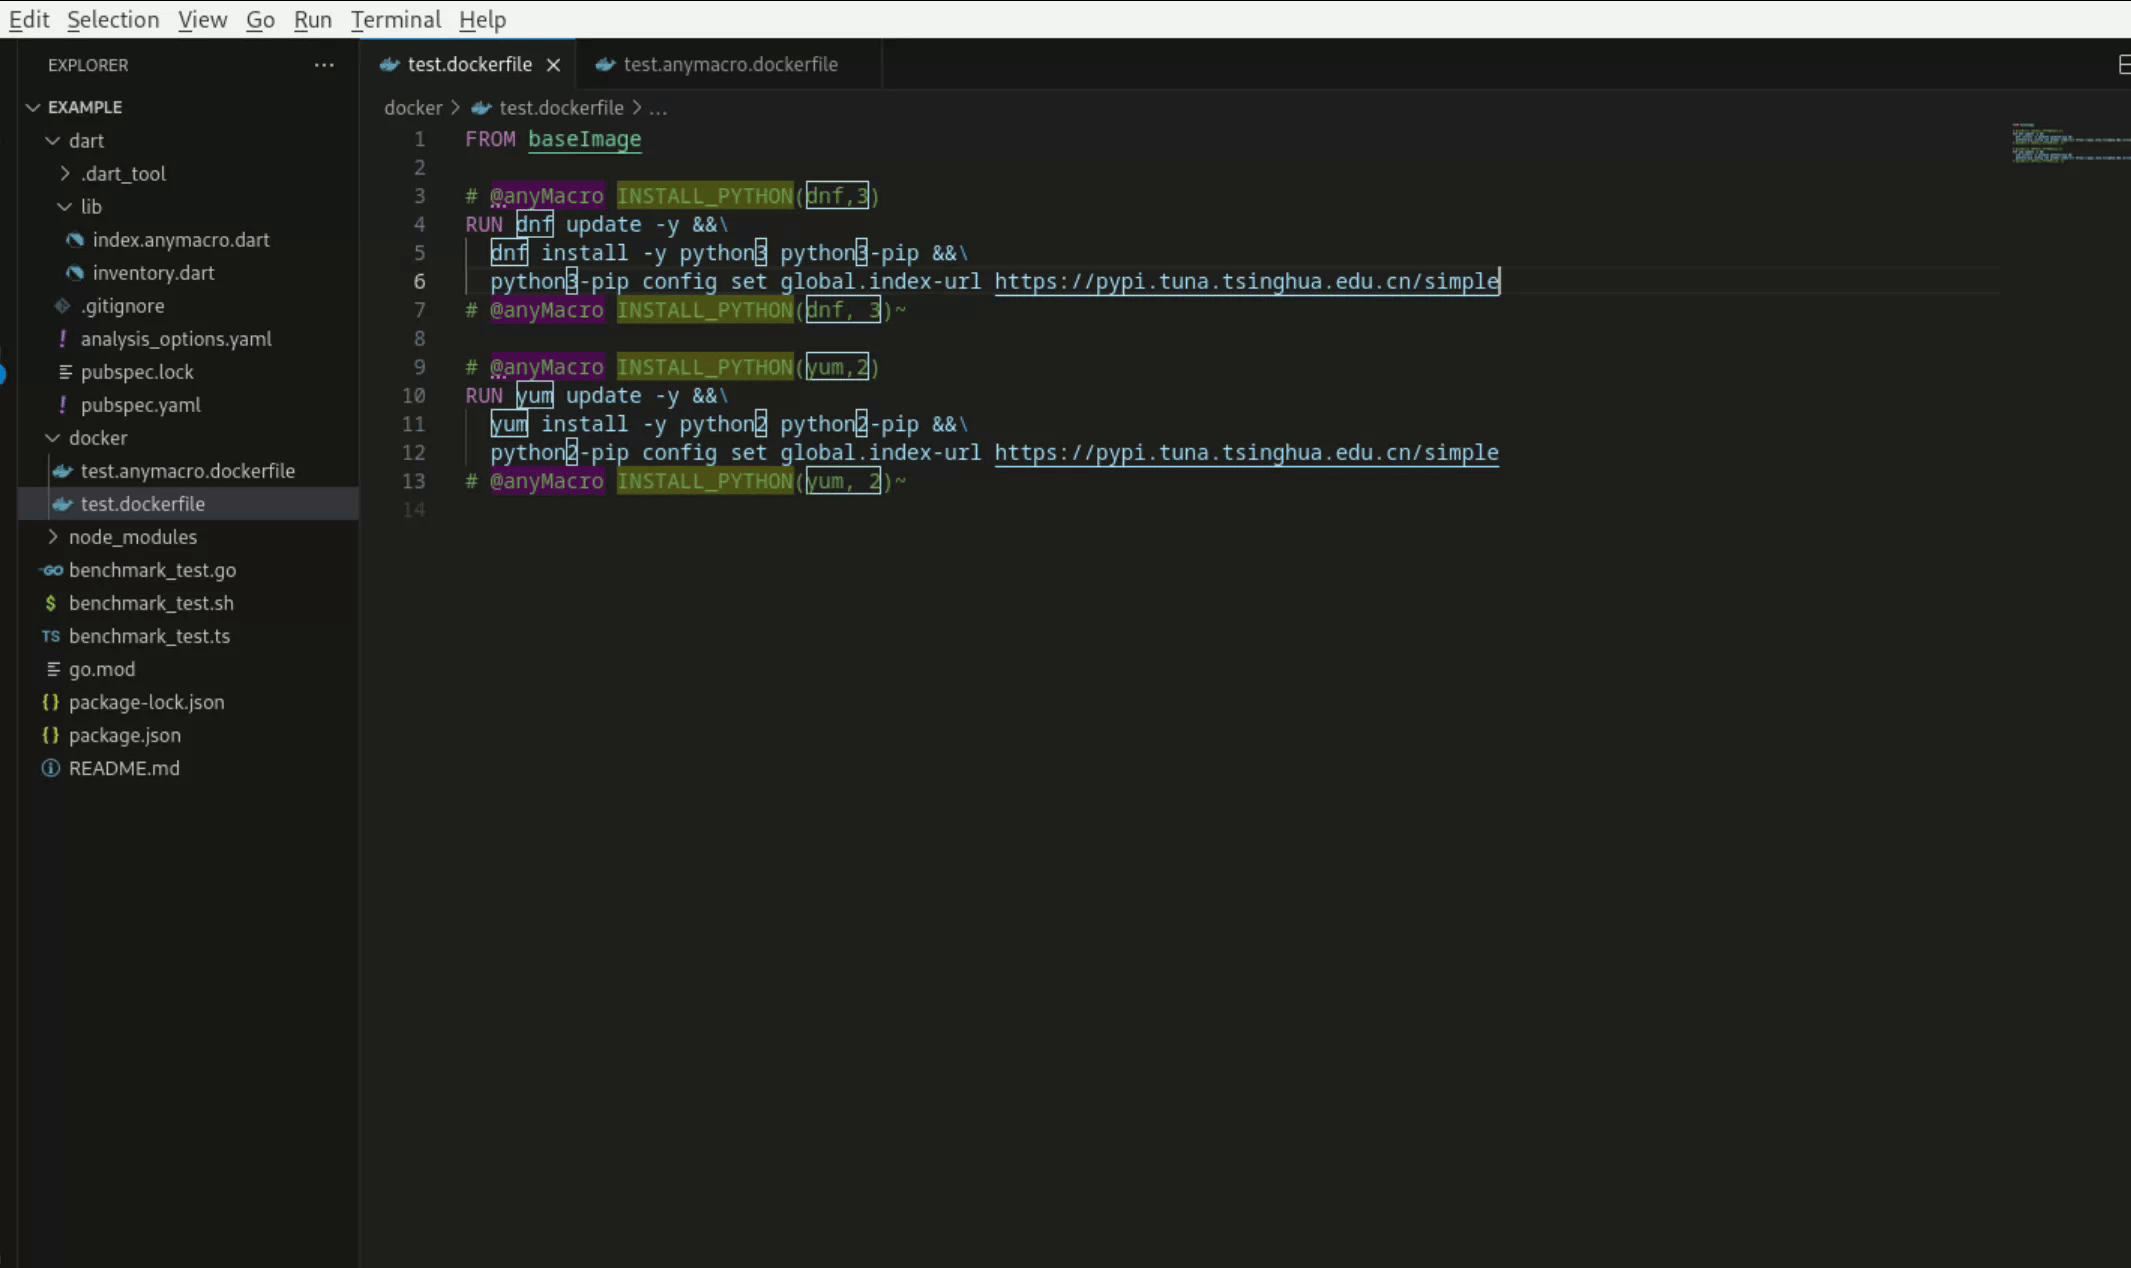 Edit Selection View Go Run Terminal Help
EXPLORER ...
EXAMPLE
dart
.dart_tool
lib
index.anymacro.dart
inventory.dart
.gitignore
! analysis_options.yaml
pubspec.lock
! pubspec.yaml
docker
test.anymacro.dockerfile
test.dockerfile
node_modules
GO benchmark_test.go
$ benchmark_test.sh
TS benchmark_test.ts
go.mod
{} package-lock.json
{} package.json
README.md
test.dockerfile test.anymacro.dockerfile
docker > test.dockerfile > ...
1 FROM baseImage
2
3 # @anyMacro INSTALL_PYTHON(dnf,3)
4 RUN dnf update -y &&\
5 dnf install -y python3 python3-pip &&\
6 python3-pip config set global.index-url https://pypi.tuna.tsinghua.edu.cn/simple
7 # @anyMacro INSTALL_PYTHON(dnf, 3)~
8
9 # @anyMacro INSTALL_PYTHON(yum,2)
10 RUN yum update -y &&\
11 yum install -y python2 python2-pip &&\
12 python2-pip config set global.index-url https://pypi.tuna.tsinghua.edu.cn/simple
13 # @anyMacro INSTALL_PYTHON(yum, 2)~
14